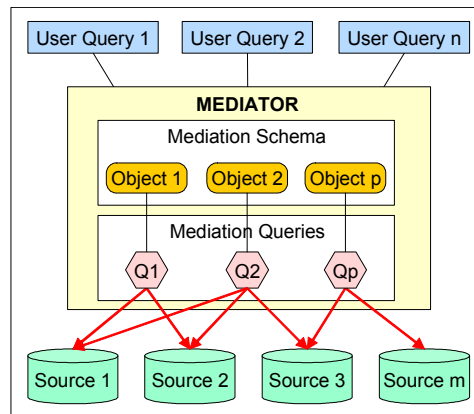 User Query 1
User Query 2
User Query n
MEDIATOR
Mediation Schema
Object 1
Object 2
Object p
Mediation Queries
Q1
Q2
Qp
Source 1
Source 2
Source 3
Source m